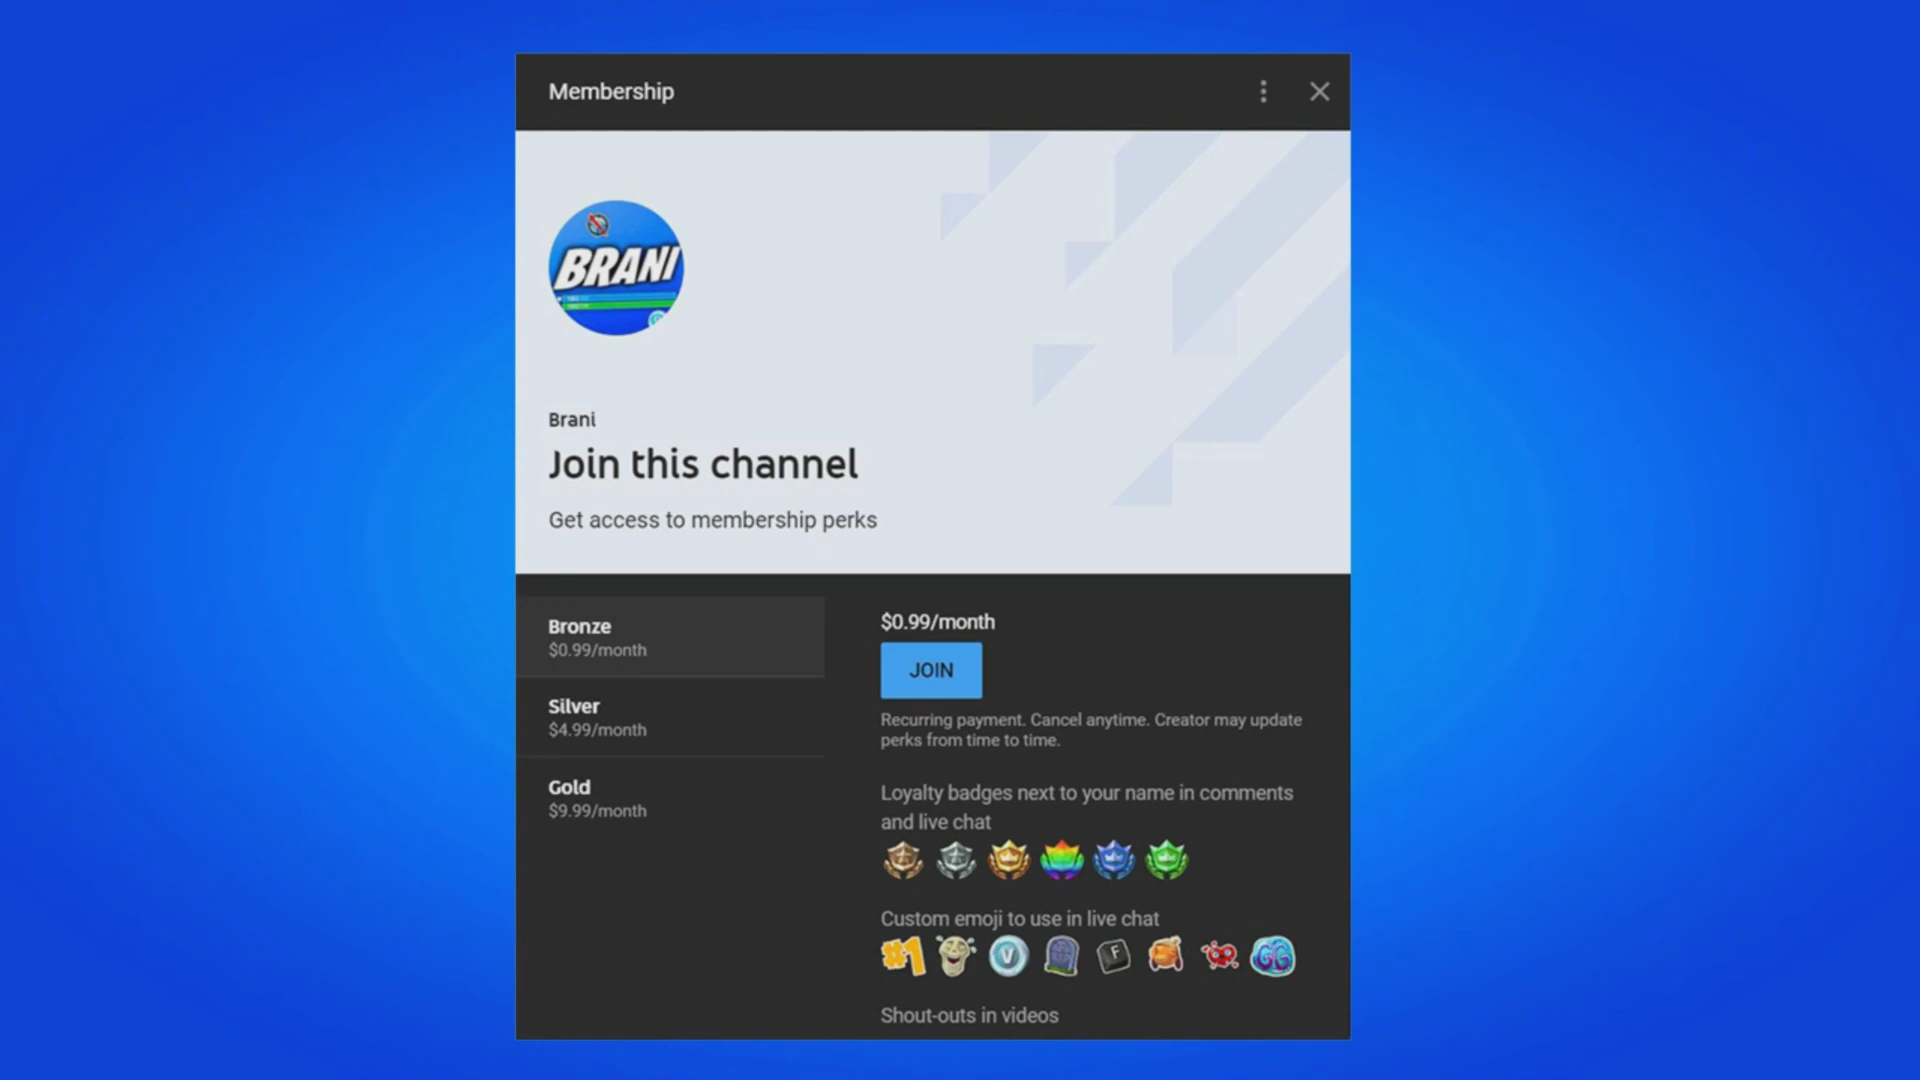 Membership
BRANI
Brani
Join this channel
Get access to membership perks
Bronze
$0.99/month
Silver
$4.99/month
Gold
$9.99/month
$0.99/month
JOIN
Recurring payment. Cancel anytime. Creator may update
perks from time to time.
Loyalty badges next to your name in comments
and live chat
Custom emoji to use in live chat
#1
V
RIP
F
GG
Shout-outs in videos